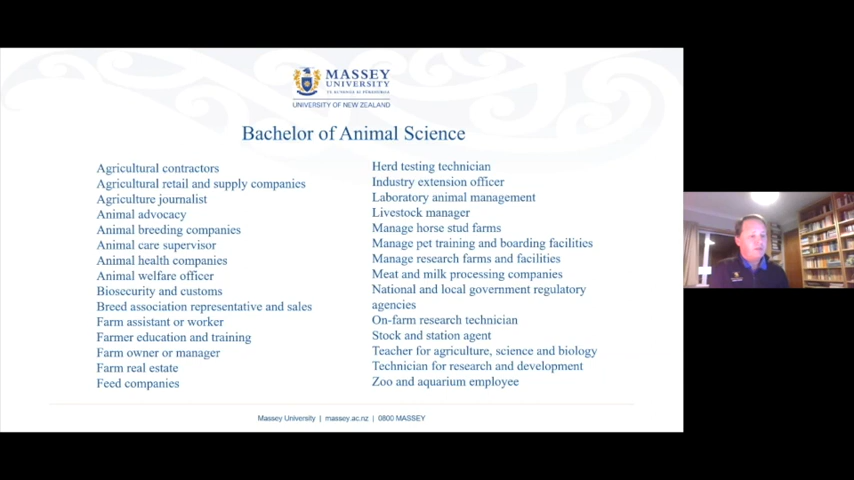 MASSEY
UNIVERSITY
UNIVERSITY OF NEW ZEALAND
Bachelor of Animal Science
Agricultural contractors
Agricultural retail and supply companies
Agriculture journalist
Animal advocacy
Animal breeding companies
Animal care supervisor
Animal health companies
Animal welfare officer
Biosecurity and customs
Breed association representative and sales
Farm assistant or worker
Farmer education and training
Farm owner or manager
Farm real estate
Feed companies
Herd testing technician
Industry extension officer
Laboratory animal management
Livestock manager
Manage horse stud farms
Manage pet training and boarding facilities
Manage research farms and facilities
Meat and milk processing companies
National and local government regulatory
agencies
On-farm research technician
Stock and station agent
Teacher for agriculture, science and biology
Technician for research and development
Zoo and aquarium employee
Massey University | massey.ac.nz | 0800 MASSEY